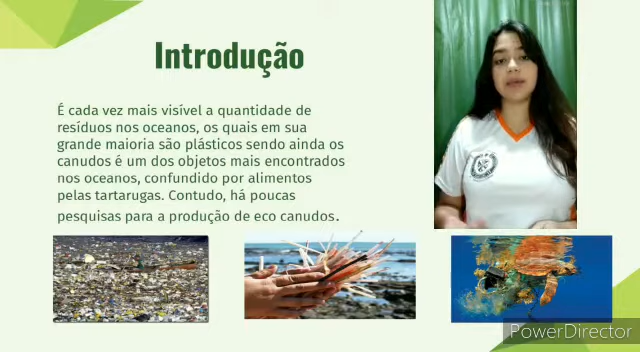 Introdução
É cada vez mais visível a quantidade de
resíduos nos oceanos, os quais em sua
grande maioria são plásticos sendo ainda os
canudos é um dos objetos mais encontrados
nos oceanos, confundido por alimentos
pelas tartarugas. Contudo, há poucas
pesquisas para a produção de eco canudos.
PowerDirector